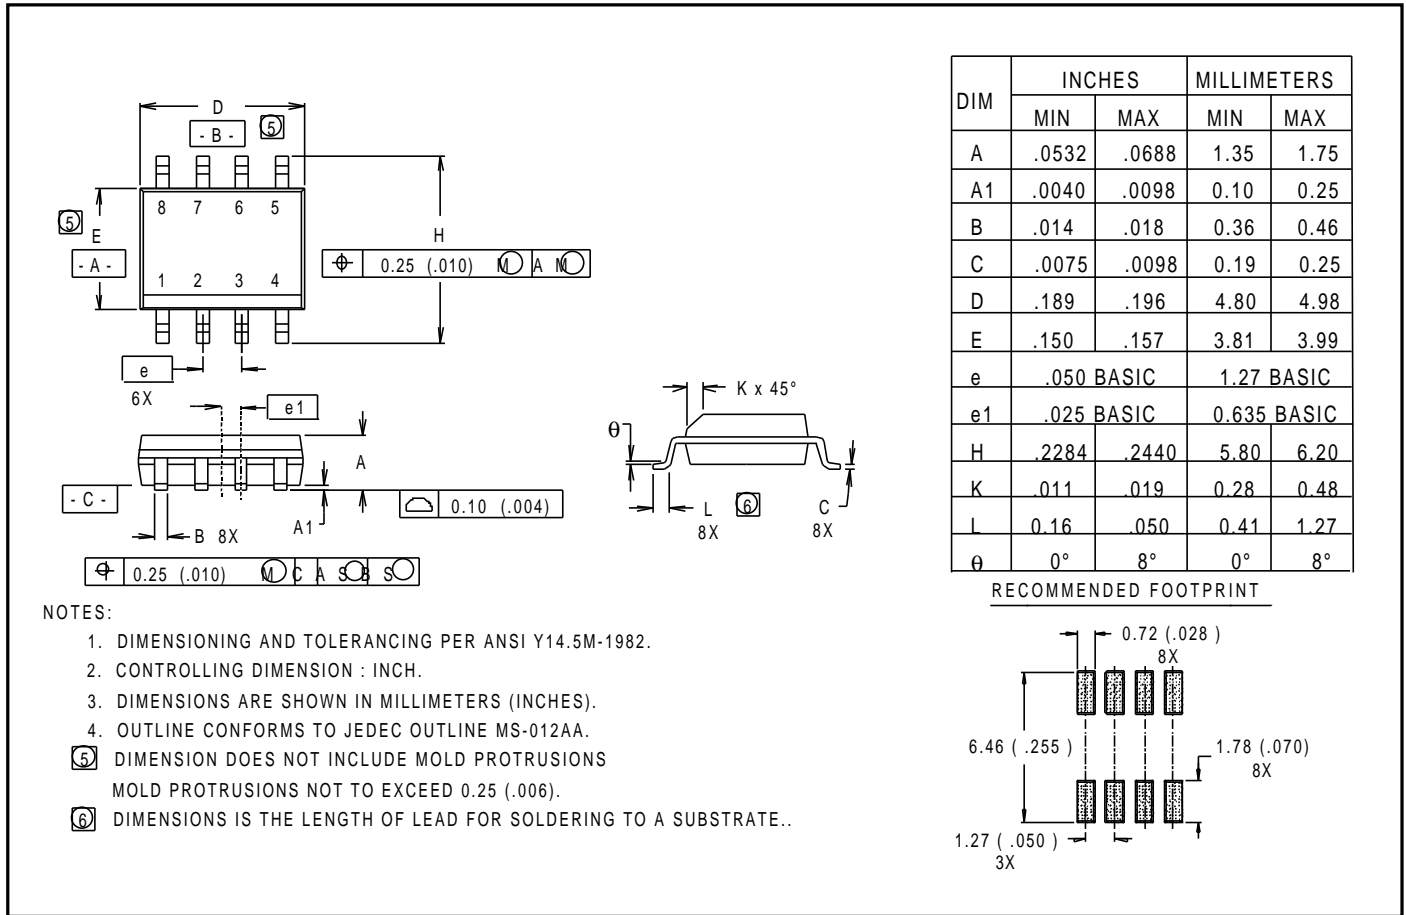 D
- B -
5
8 7 6 5
5
E
- A -
H
0.25 (.010) M A M
1 2 3 4
e
6X
e1
K x 45°
θ
A
- C -
0.10 (.004)
A1
B 8X
L
8X
6
C
8X
0.25 (.010) M C A S B S
DIM INCHES MILLIMETERS
MIN MAX MIN MAX
A .0532 .0688 1.35 1.75
A1 .0040 .0098 0.10 0.25
B .014 .018 0.36 0.46
C .0075 .0098 0.19 0.25
D .189 .196 4.80 4.98
E .150 .157 3.81 3.99
e .050 BASIC 1.27 BASIC
e1 .025 BASIC 0.635 BASIC
H .2284 .2440 5.80 6.20
K .011 .019 0.28 0.48
L 0.16 .050 0.41 1.27
θ 0° 8° 0° 8°
NOTES:
1. DIMENSIONING AND TOLERANCING PER ANSI Y14.5M-1982.
2. CONTROLLING DIMENSION : INCH.
3. DIMENSIONS ARE SHOWN IN MILLIMETERS (INCHES).
4. OUTLINE CONFORMS TO JEDEC OUTLINE MS-012AA.
5 DIMENSION DOES NOT INCLUDE MOLD PROTRUSIONS
MOLD PROTRUSIONS NOT TO EXCEED 0.25 (.006).
6 DIMENSIONS IS THE LENGTH OF LEAD FOR SOLDERING TO A SUBSTRATE..
RECOMMENDED FOOTPRINT
0.72 (.028 )
8X
6.46 ( .255 )
1.78 (.070)
8X
1.27 ( .050 )
3X